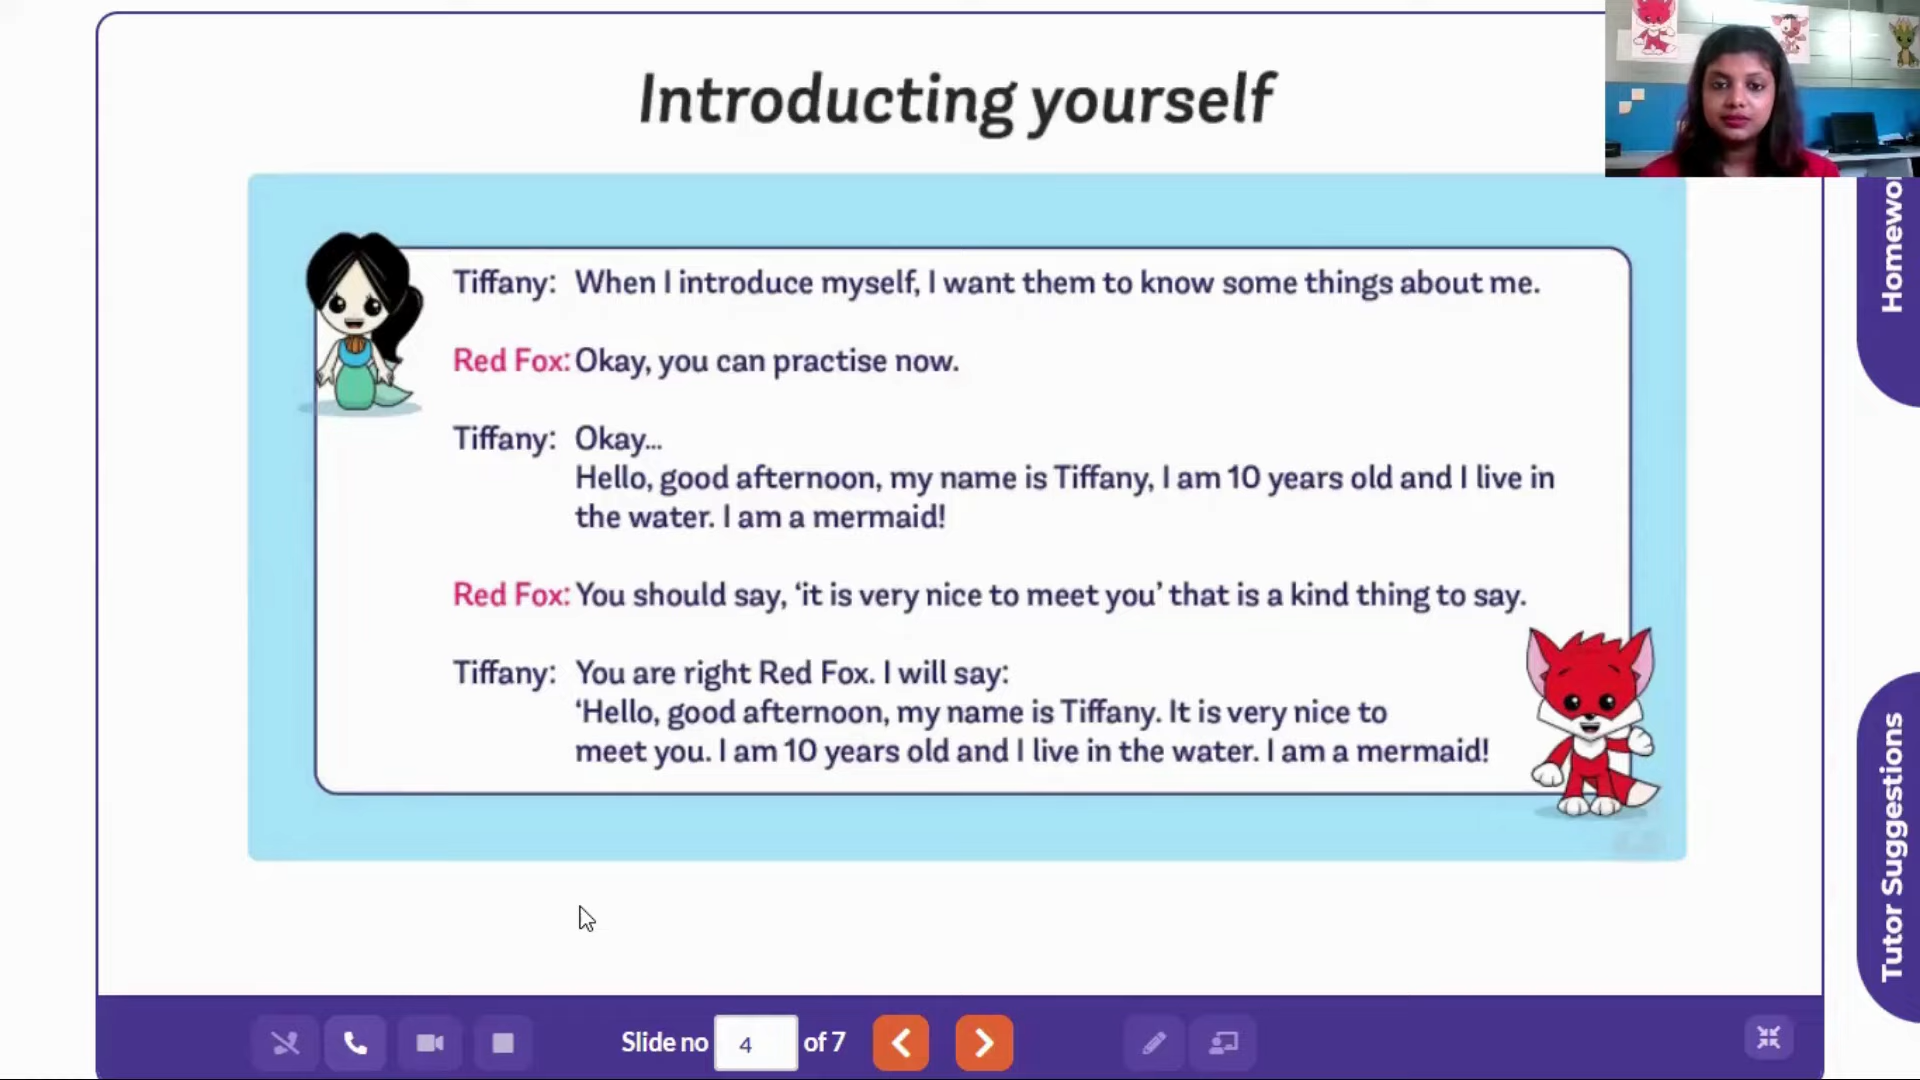 Introducting yourself
Tiffany: When I introduce myself, I want them to know some things about me.
Red Fox: Okay, you can practise now.
Tiffany: Okay...
Hello, good afternoon, my name is Tiffany, I am 10 years old and I live in
the water. I am a mermaid!
Red Fox: You should say, ‘it is very nice to meet you’ that is a kind thing to say.
Tiffany: You are right Red Fox. I will say:
‘Hello, good afternoon, my name is Tiffany. It is very nice to
meet you. I am 10 years old and I live in the water. I am a mermaid!
Homewo
Tutor Suggestions
Slide no 4 of 7